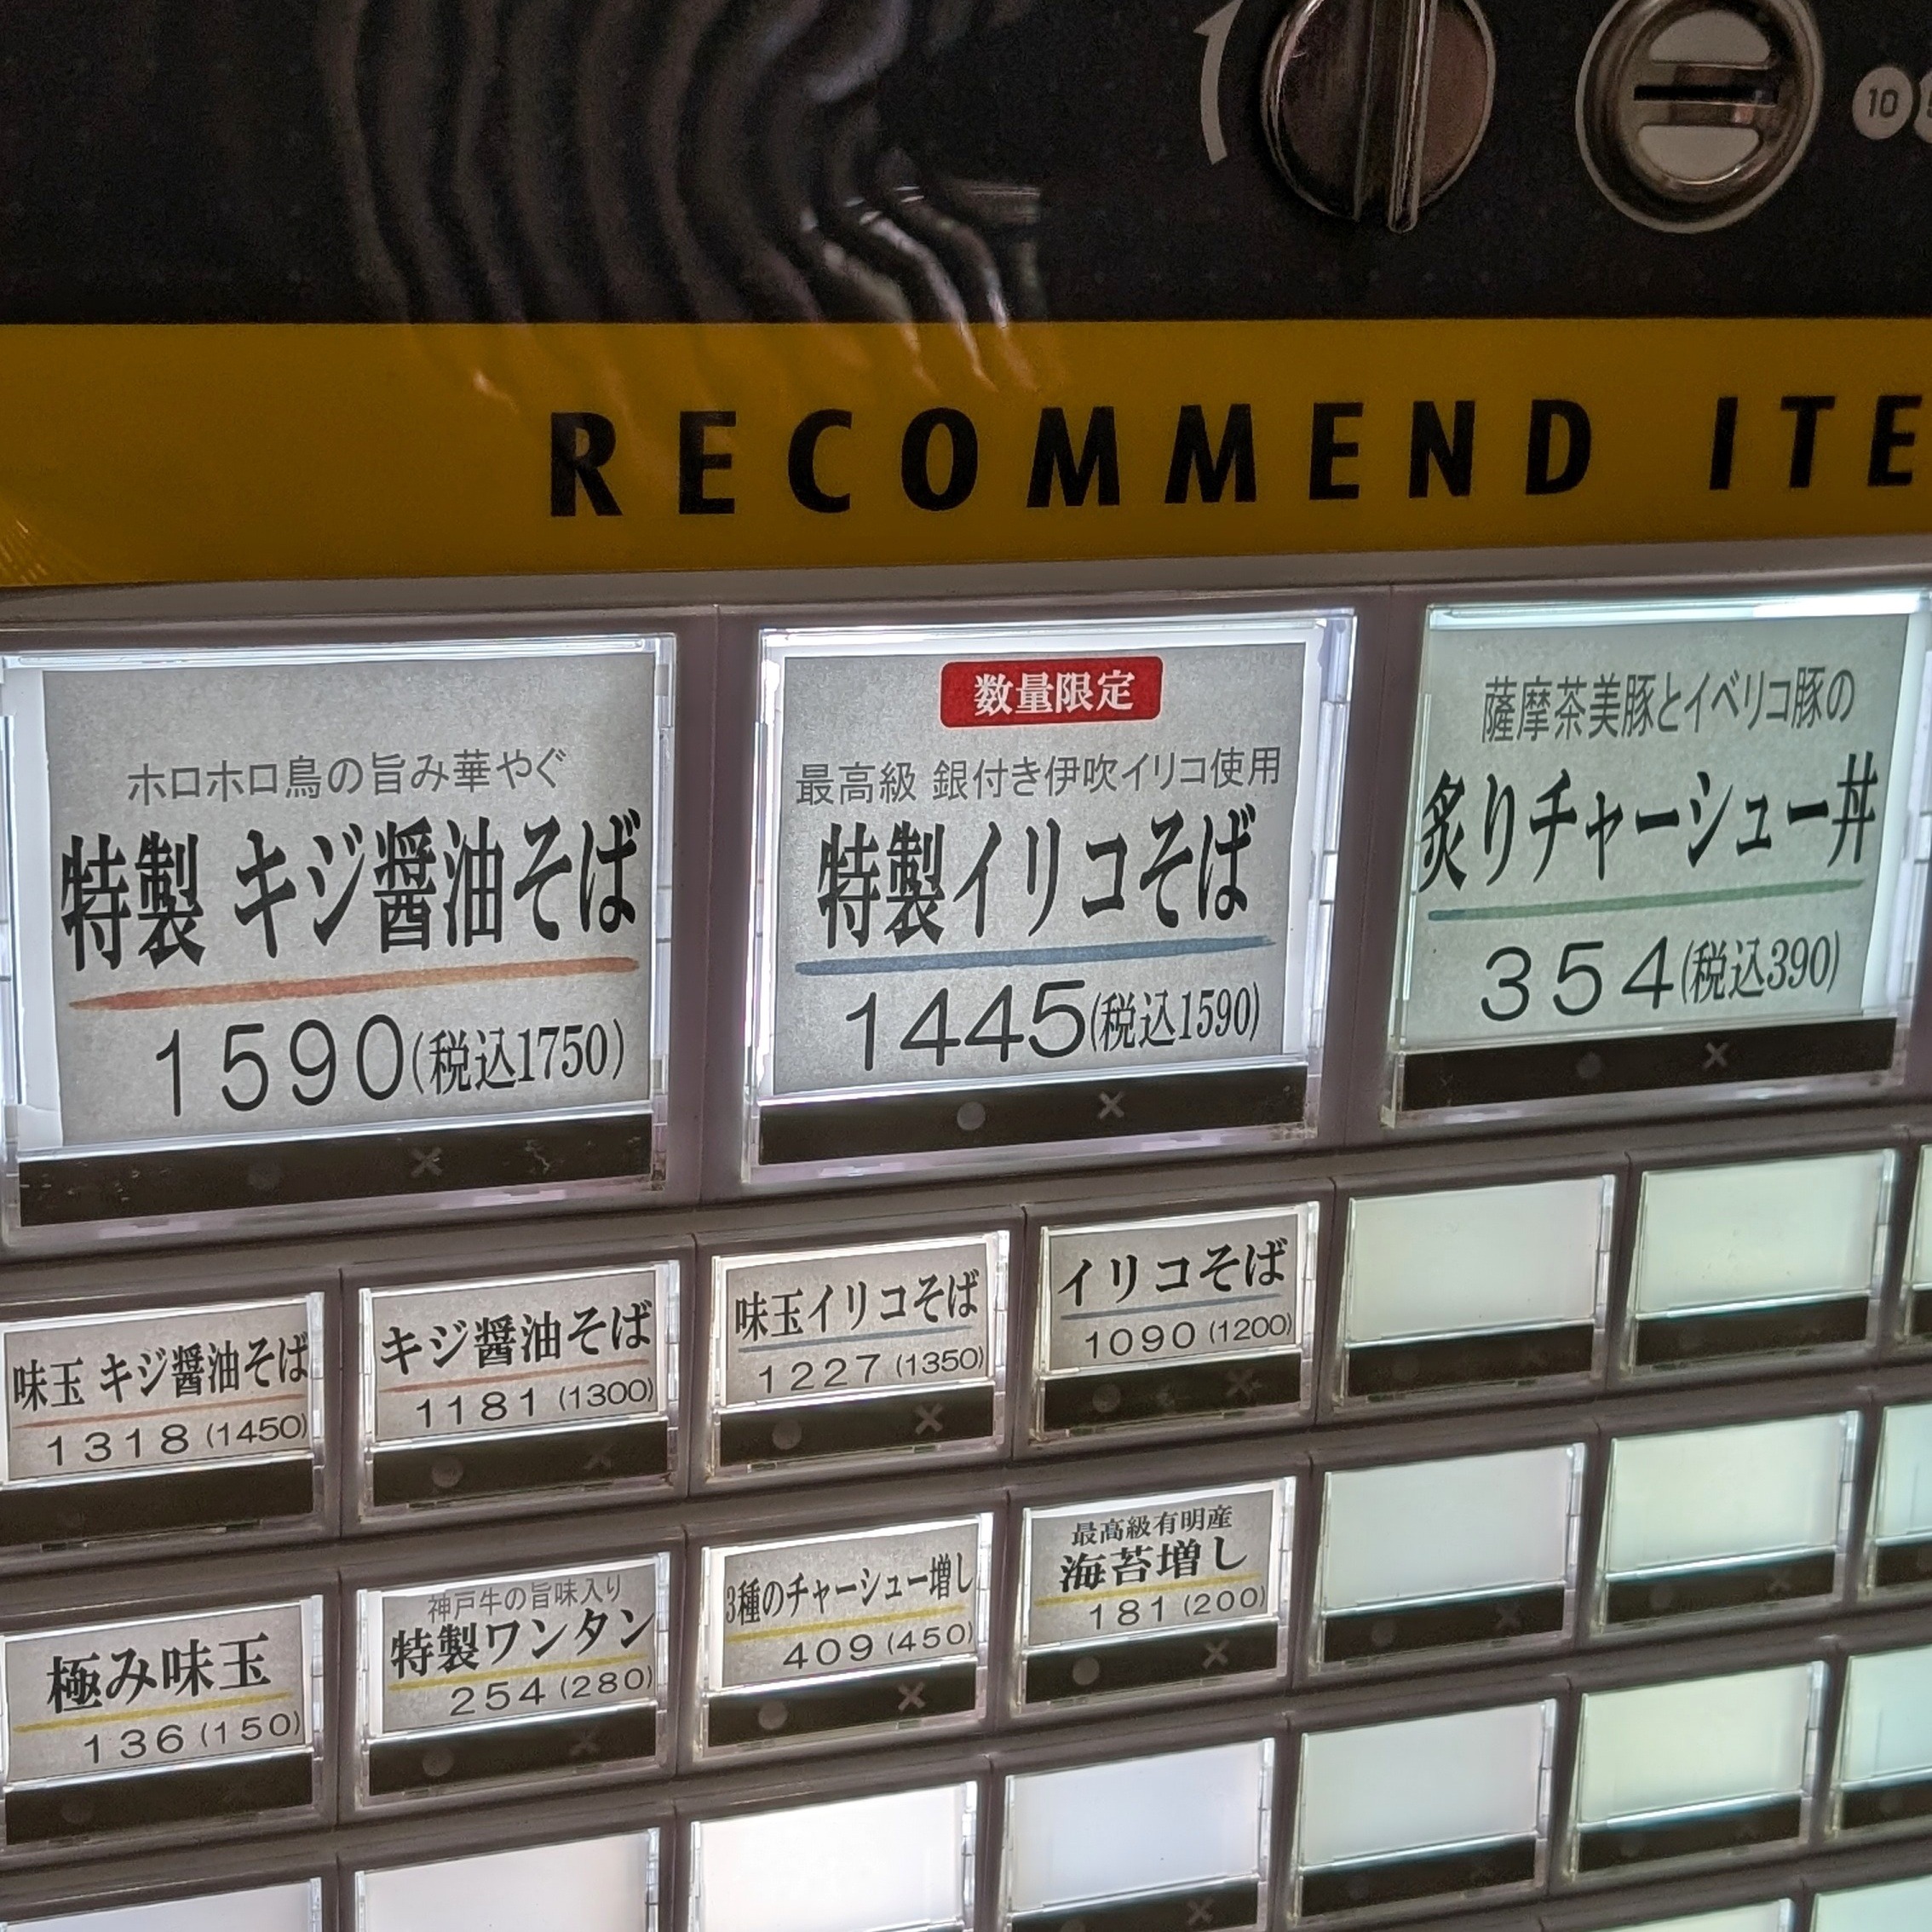 10
RECOMMEND ITE
ホロホロ鳥の旨み華やぐ
特製 キジ醤油そば
1590(税込1750)
数量限定
最高級 銀付き伊吹イリコ使用
特製イリコそば
1445(税込1590)
薩摩茶美豚とイベリコ豚の
炙りチャーシュー丼
354(税込390)
味玉 キジ醤油そば
1318(1450)
キジ醤油そば
1181(1300)
味玉イリコそば
1227(1350)
イリコそば
1090(1200)
極み味玉
136(150)
神戸牛の旨味入り
特製ワンタン
254(280)
3種のチャーシュー増し
409(450)
最高級有明産
海苔増し
181(200)